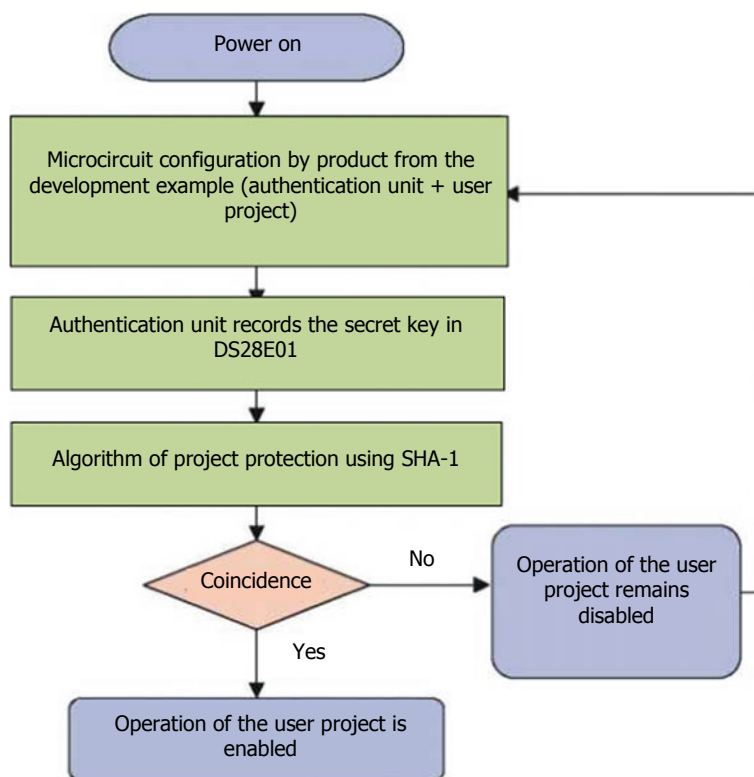 Power on
Microcircuit configuration by product from the
development example (authentication unit + user
project)
Authentication unit records the secret key in
DS28E01
Algorithm of project protection using SHA-1
Coincidence
No
Operation of the user
project remains
disabled
Yes
Operation of the user project is
enabled